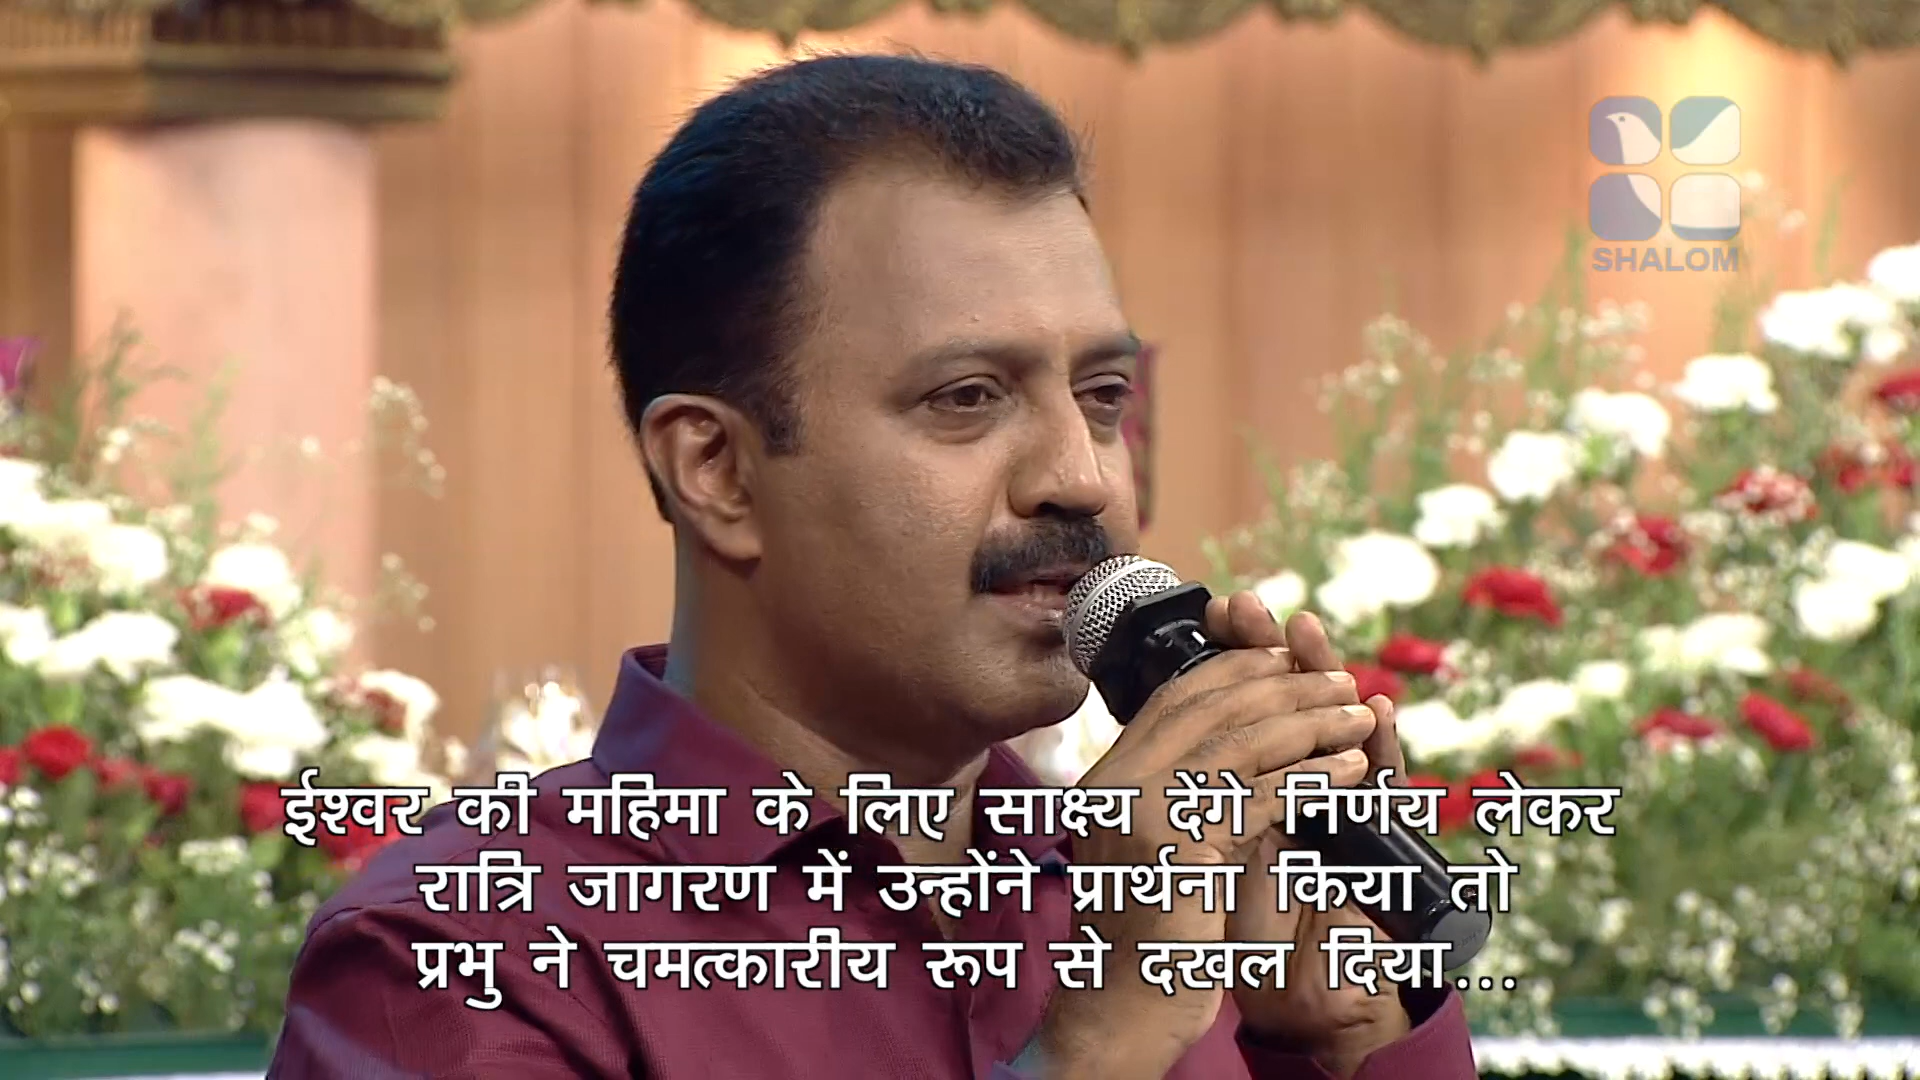 SHALOM
ईश्वर की महिमा के लिए साक्ष्य देंगे निर्णय लेकर
रात्रि जागरण में उन्होंने प्रार्थना किया तो
प्रभु ने चमत्कारीय रूप से दखल दिया...